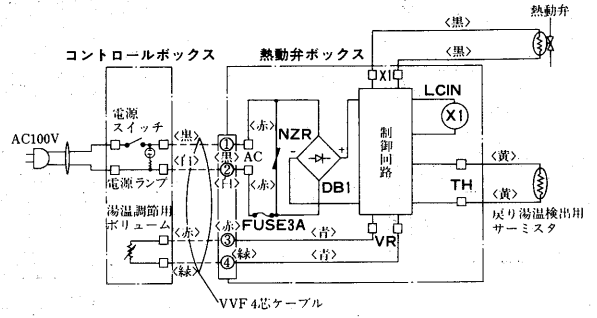 〈黒〉
熱動弁
コントロールボックス
熱動弁ボックス
〈黒〉
X1
LCIN
電源
スイッチ
〈黒〉
①
〈赤〉
NZR
X1
AC100V
〈黒〉
AC
制御回路
〈白〉
②
- +
〈黄〉
電源ランプ
〈白〉
〈赤〉
DB1
TH
〈黄〉
湯温調節用
ボリューム
〈赤〉
〈赤〉
FUSE3A
③
〈青〉
VR
戻り湯温検出用
サーミスタ
〈緑〉
④
〈緑〉
〈青〉
VVF4芯ケーブル